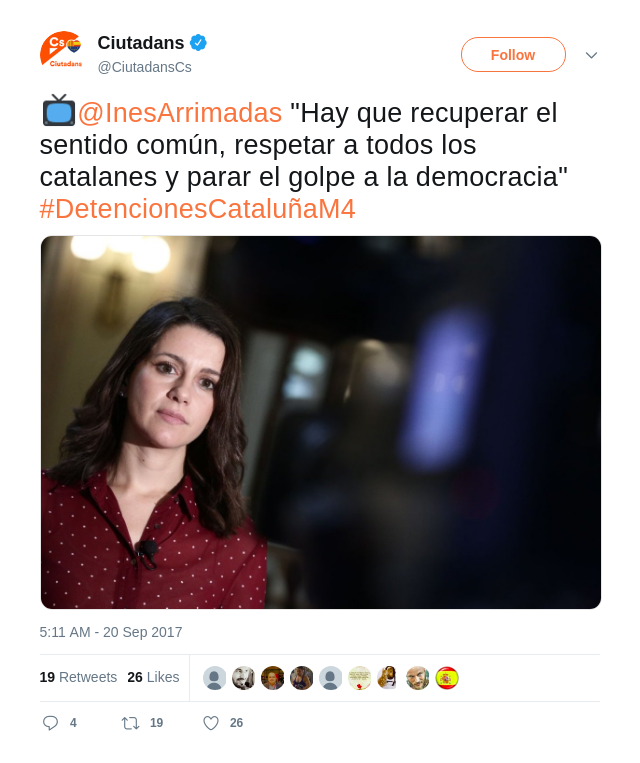 Cs
Ciutadans
Ciutadans
@CiutadansCs
Follow
@InesArrimadas "Hay que recuperar el
sentido común, respetar a todos los
catalanes y parar el golpe a la democracia"
#DetencionesCataluñaM4
5:11 AM - 20 Sep 2017
19 Retweets 26 Likes
4 19 26